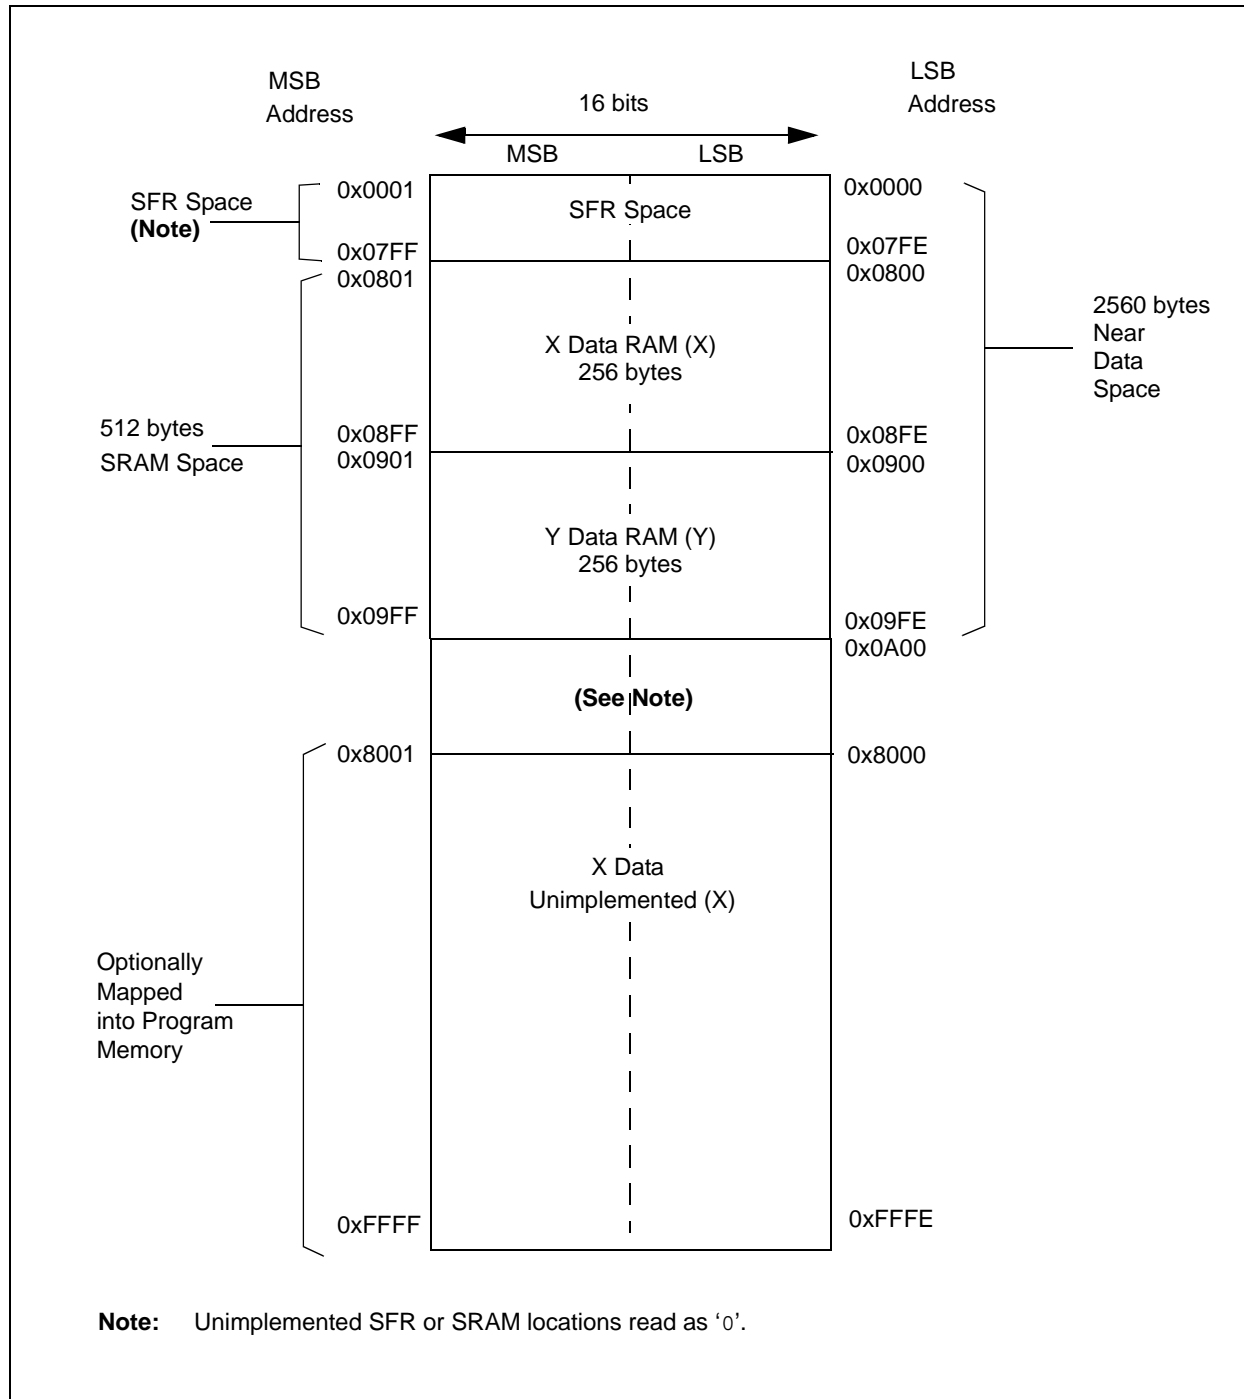 MSB
Address
LSB
Address
16 bits
MSB
LSB
SFR Space
(Note)
0x0001
SFR Space
0x0000
0x07FF
0x07FE
0x0801
0x0800
X Data RAM (X)
256 bytes
2560 bytes
Near
Data
Space
512 bytes
SRAM Space
0x08FF
0x08FE
0x0901
0x0900
Y Data RAM (Y)
256 bytes
0x09FF
0x09FE
0x0A00
(See Note)
0x8001
0x8000
X Data
Unimplemented (X)
Optionally
Mapped
into Program
Memory
0xFFFF
0xFFFE
Note: Unimplemented SFR or SRAM locations read as ‘0’.